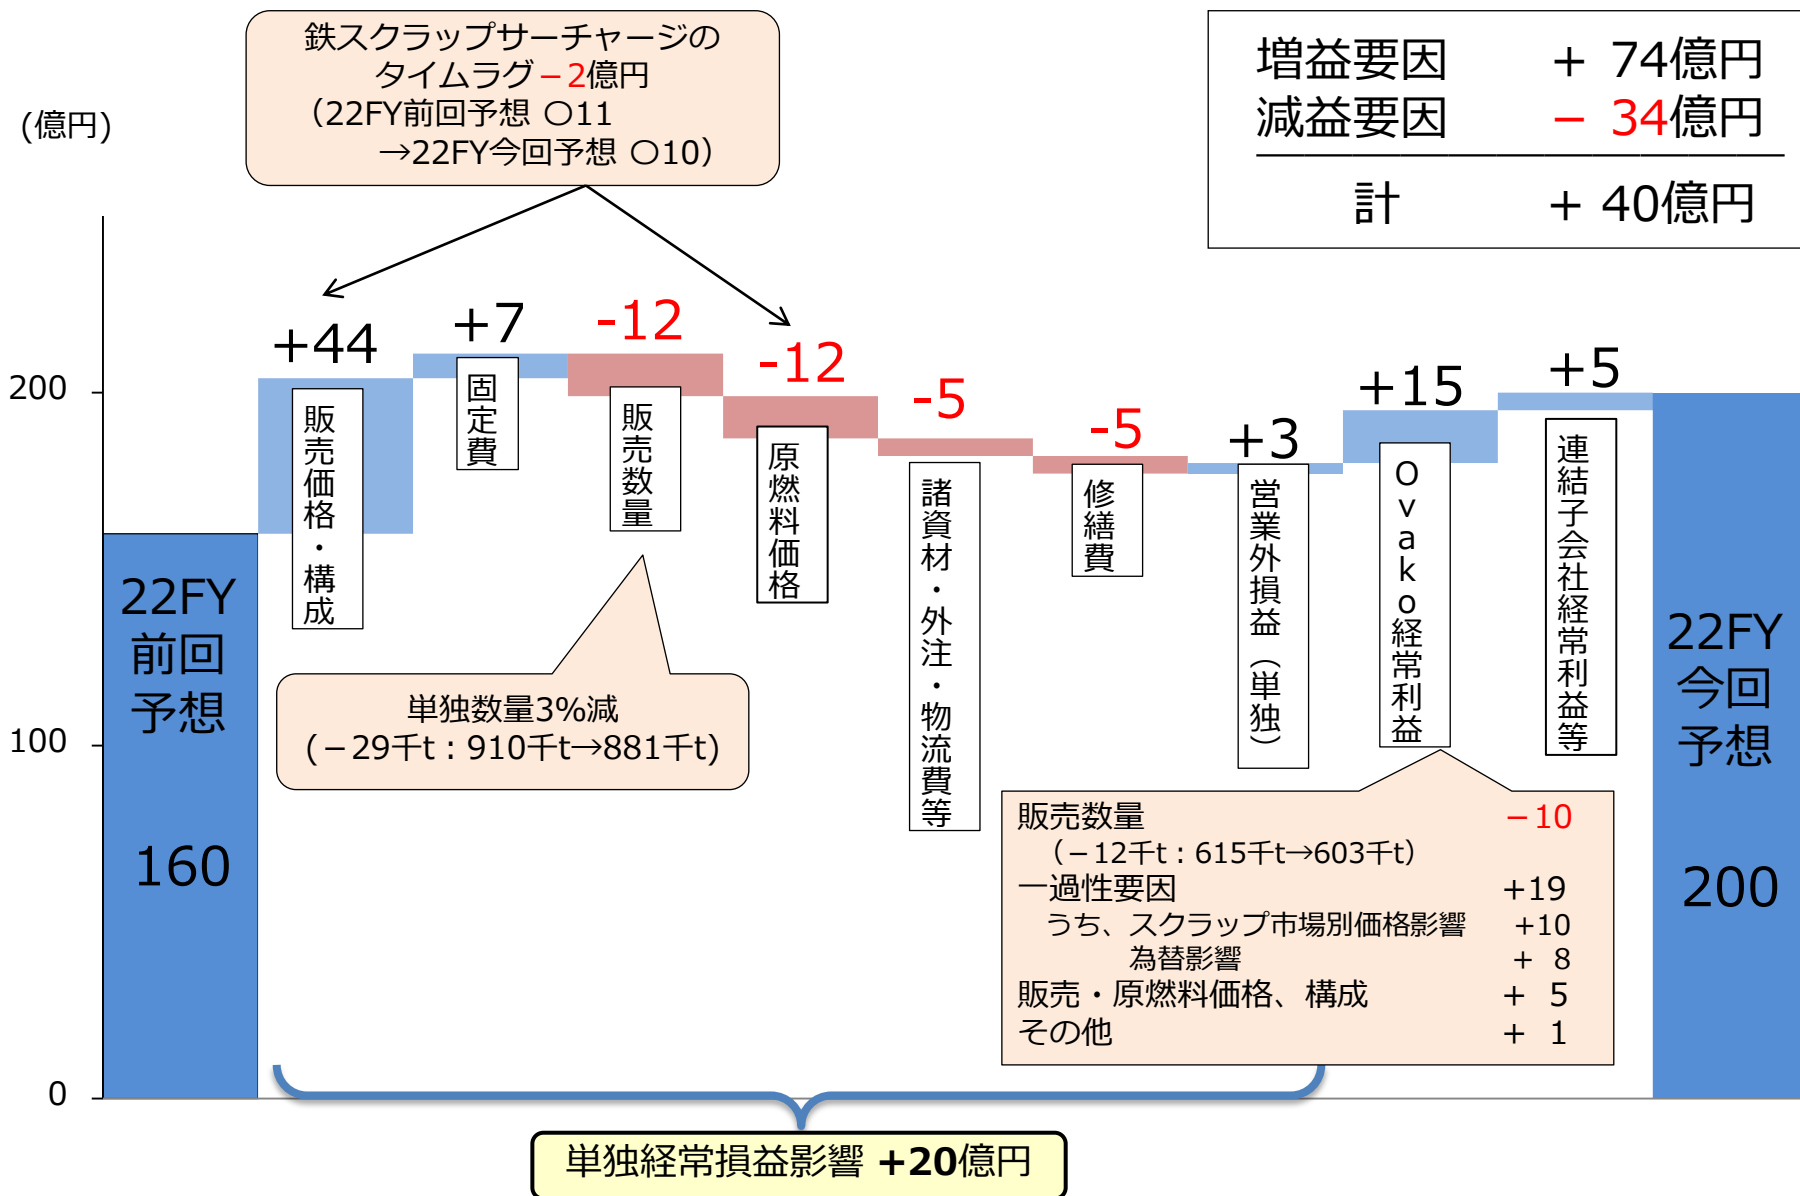 鉄スクラップサーチャージの
タイムラグ－2億円
（22FY前回予想 〇11
→22FY今回予想 〇10）
増益要因 + 74億円
減益要因 － 34億円
計 + 40億円
(億円)
200
100
0
+44
+7
-12
-12
-5
-5
+3
+15
+5
販売価格・構成
固定費
販売数量
原燃料価格
諸資材・外注・物流費等
修繕費
営業外損益（単独）
Ovako経常利益
連結子会社経常利益等
22FY
前回
予想
160
22FY
今回
予想
200
単独数量3%減
(－29千t：910千t→881千t)
販売数量 －10
（－12千t：615千t→603千t）
一過性要因 +19
うち、スクラップ市場別価格影響 +10
為替影響 + 8
販売・原燃料価格、構成 + 5
その他 + 1
単独経常損益影響 +20億円